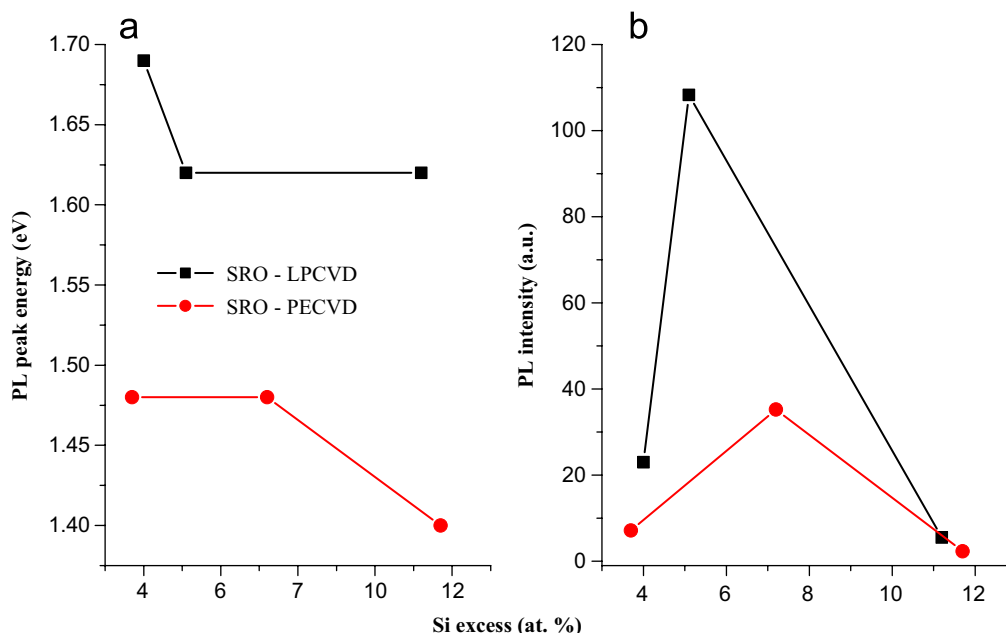 a
b
PL peak energy (eV)
1.70
1.65
1.60
1.55
1.50
1.45
1.40
SRO - LPCVD
SRO - PECVD
4 6 7 8 10 12
PL intensity (a.u.)
120
100
80
60
40
20
0
4 6 8 10 12
Si excess (at. %)